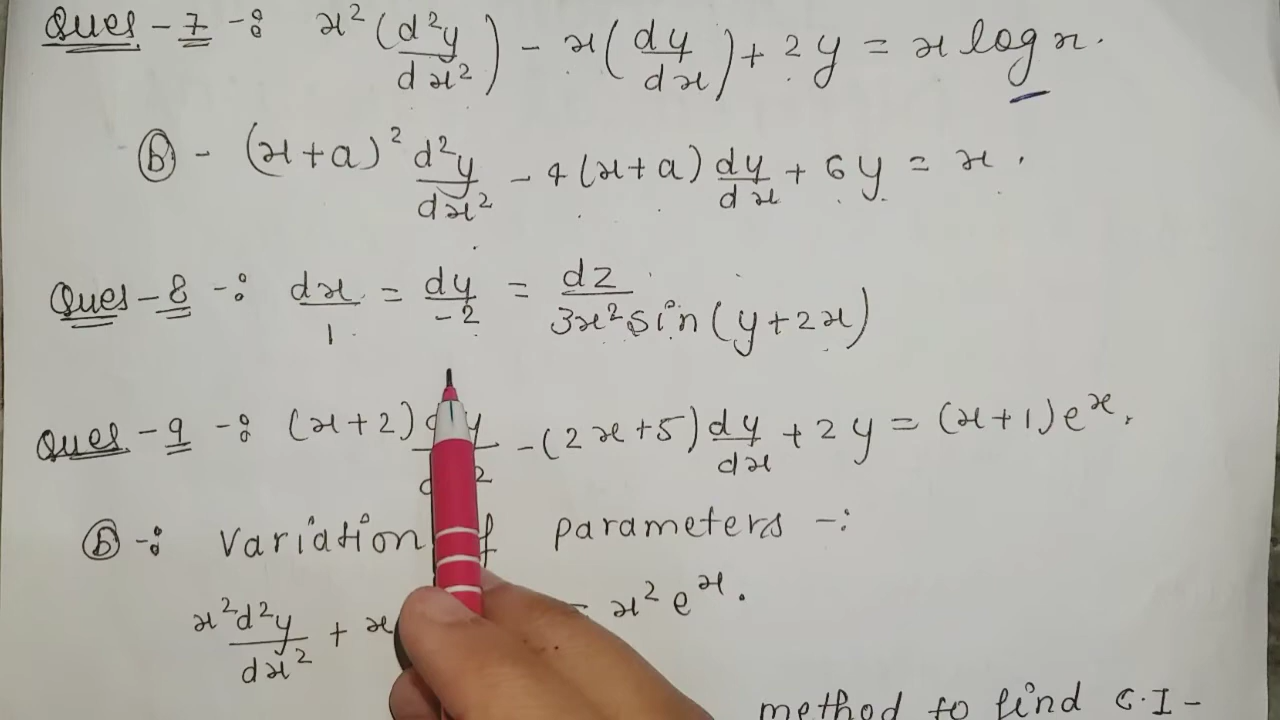 Ques-7-: x² (d²y/dx²) - x(dy/dx) + 2y = x log x.
ⓑ - (x+a)² d²y/dx² - 4(x+a) dy/dx + 6y = x.
Ques-8-: dx/1 = dy/-2 = dz/3x² sin(y+2x)
Ques-9-: (x+2) d y/d 2 - (2x+5) dy/dx + 2y = (x+1)eˣ.
ⓑ-: Variation f parameters -:
x²d²y/dx² + x x²eˣ.
method to find C.I-